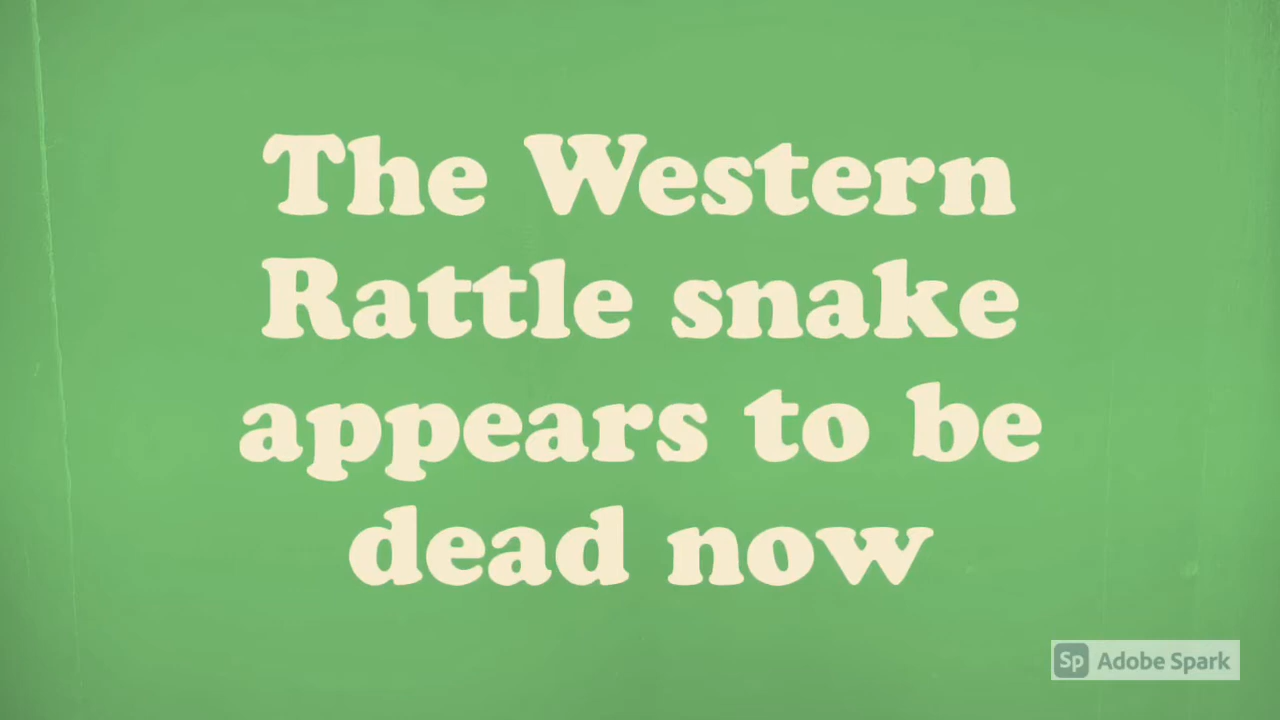 The Western
Rattle snake
appears to be
dead now
Sp Adobe Spark